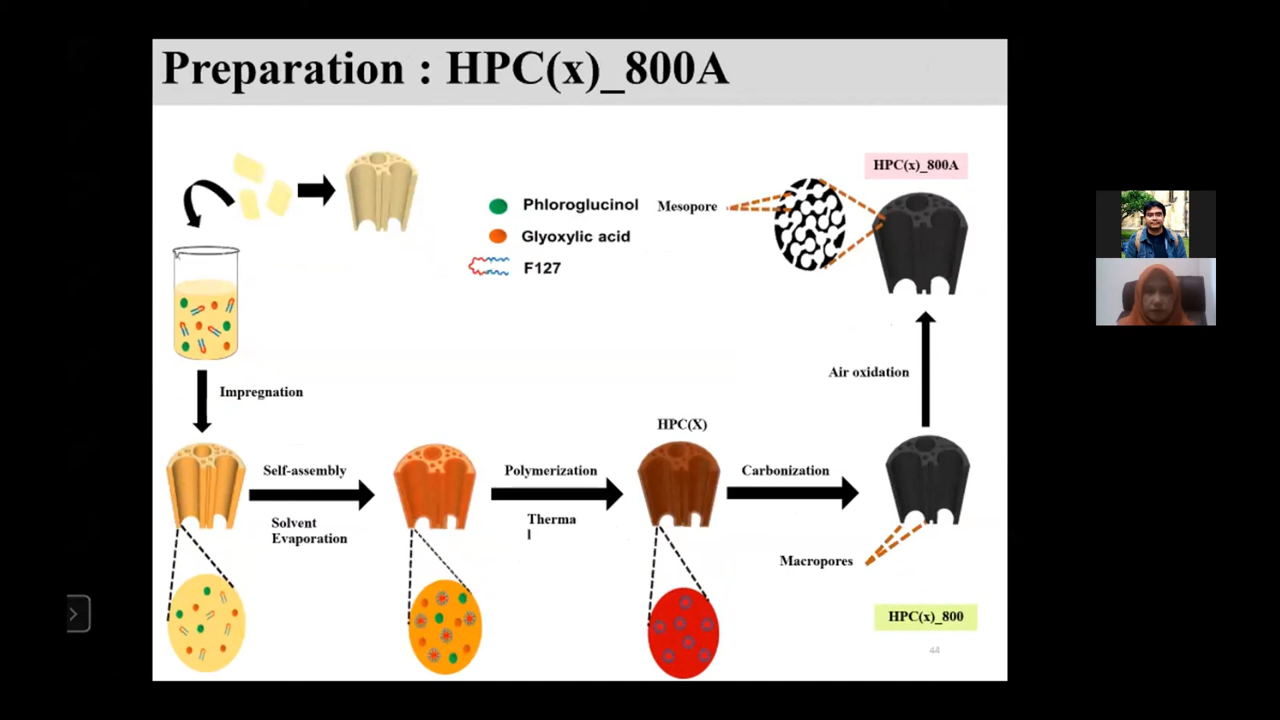 Preparation : HPC(x)_800A
HPC(x)_800A
Phloroglucinol
Mesopore
Glyoxylic acid
F127
Air oxidation
Impregnation
HPC(X)
Self-assembly
Polymerization
Carbonization
Solvent
Evaporation
Therma
l
Macropores
HPC(x)_800
44